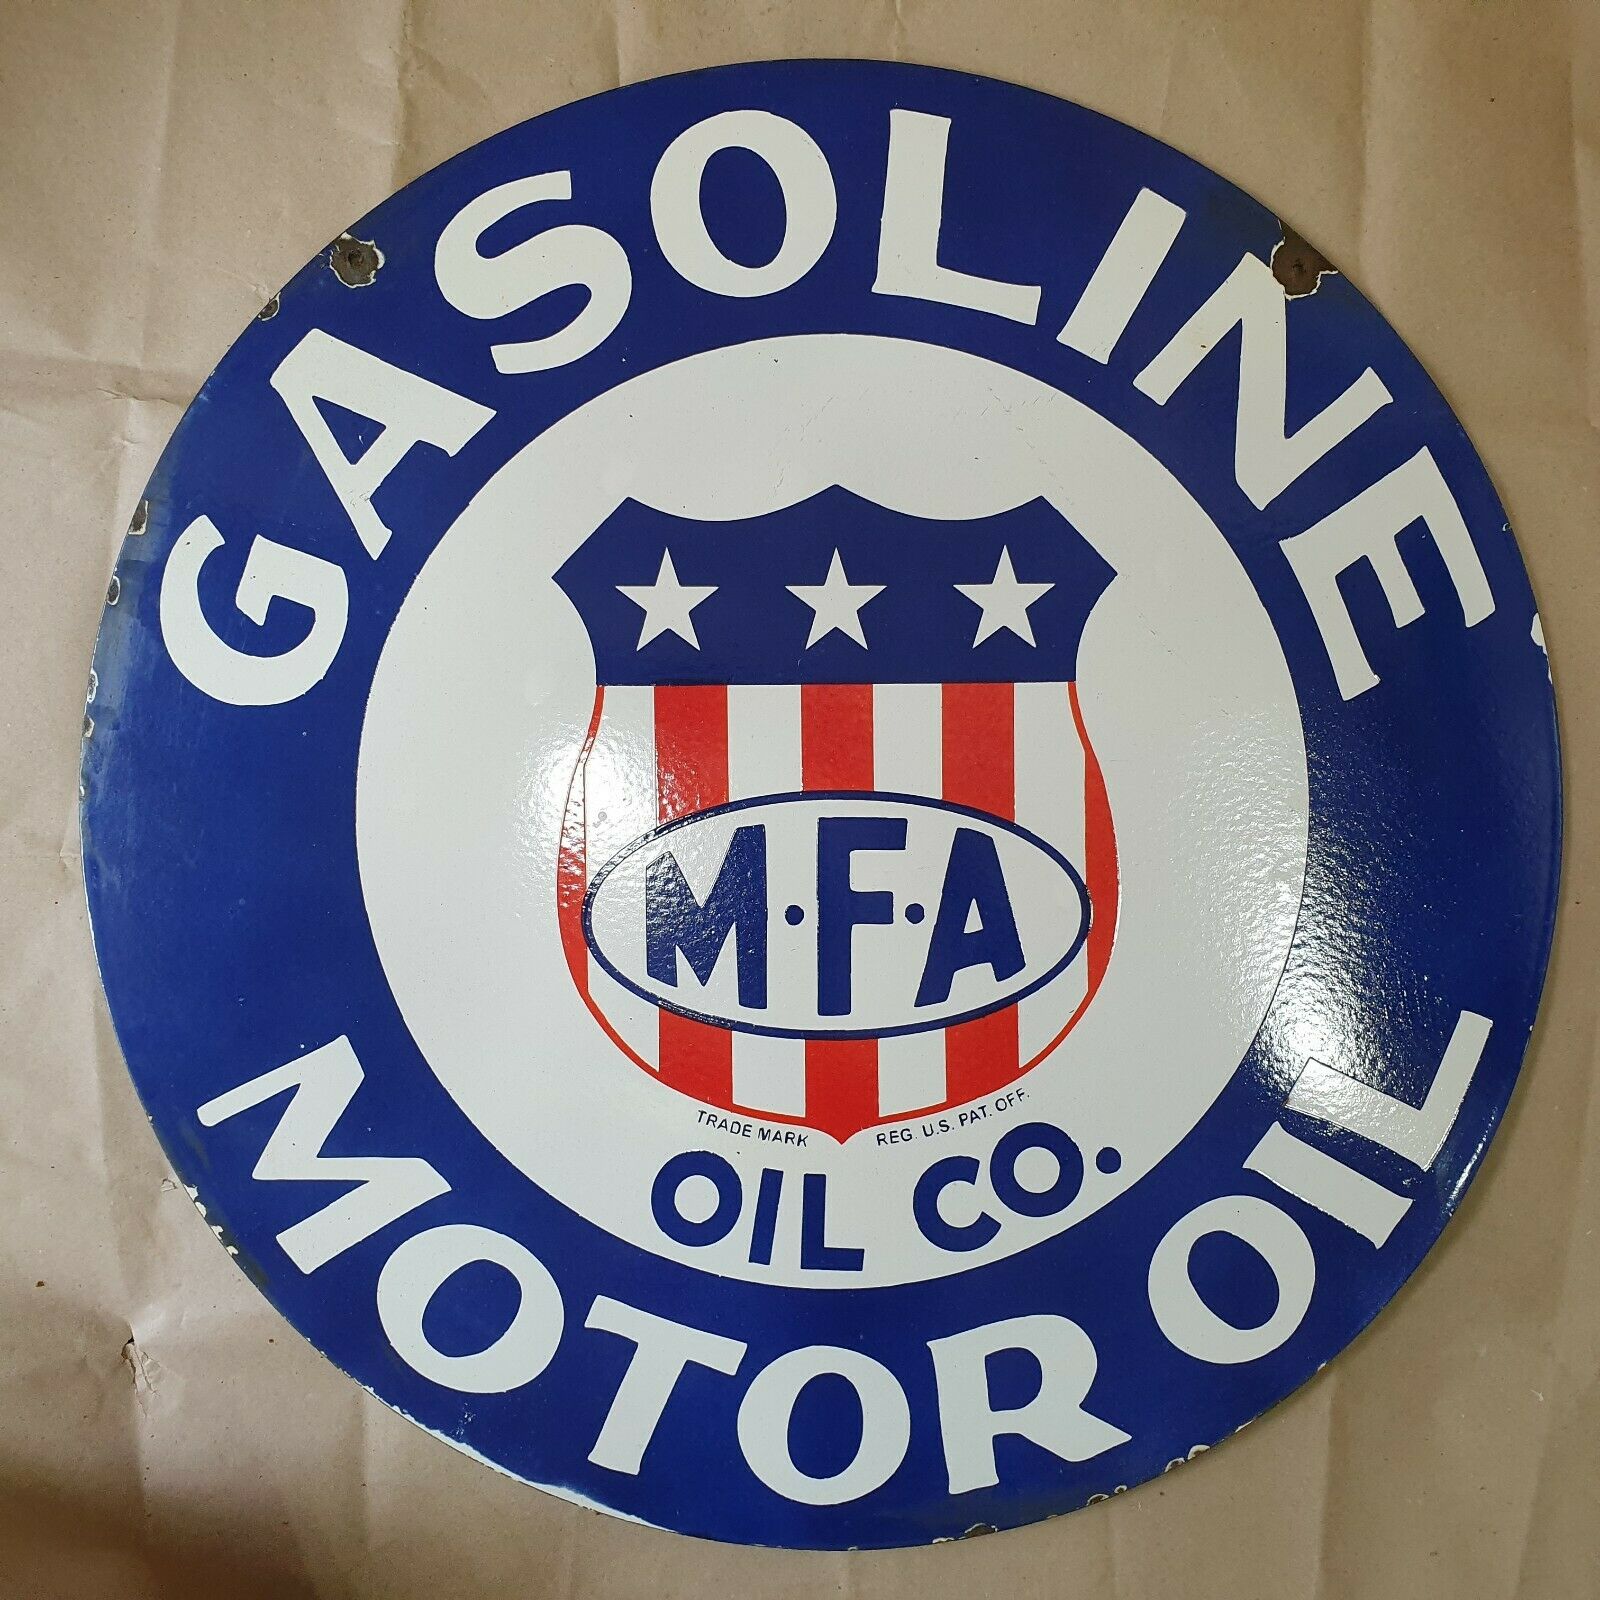 GASOLINE
M·F·A
TRADE MARK REG. U.S. PAT. OFF.
OIL CO.
MOTOR OIL